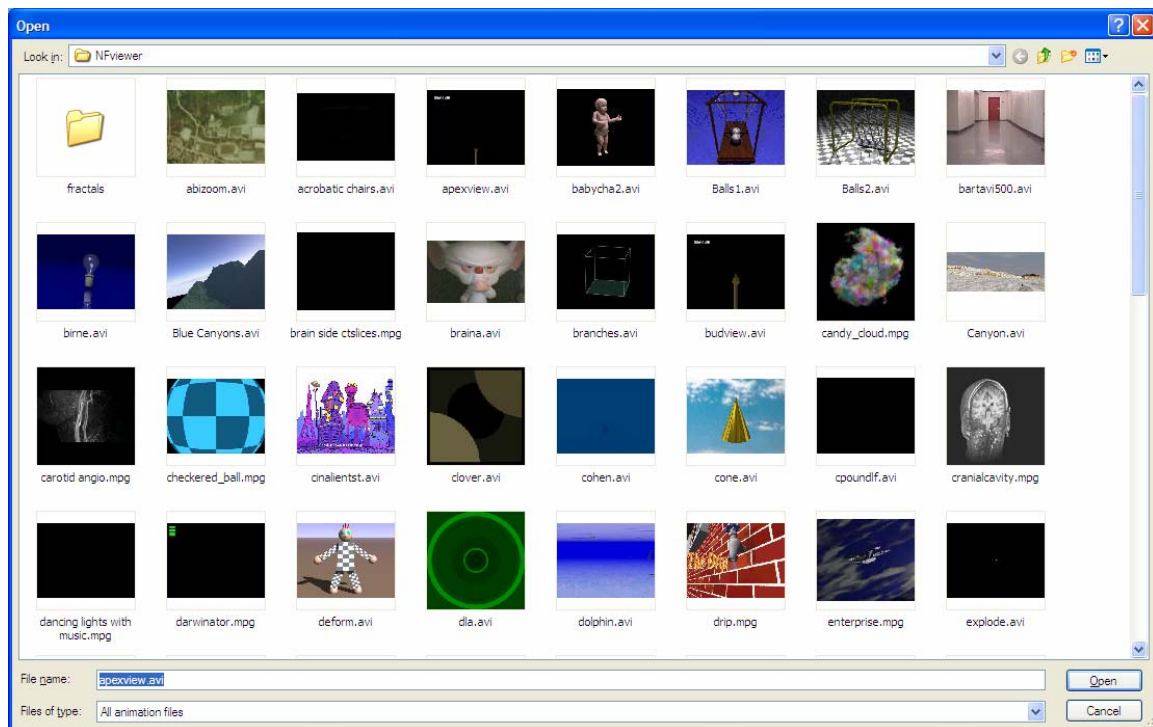 Open
Look in: NFviewer
fractals abizoom.avi acrobatic chairs.avi apexview.avi babycha2.avi Balls1.avi Balls2.avi bartavi500.avi
birne.avi Blue Canyons.avi brain side ctslices.mpg braina.avi branches.avi budview.avi candy_cloud.mpg Canyon.avi
carotid angio.mpg checkered_ball.mpg cinalientst.avi clover.avi cohen.avi cone.avi cpoundlf.avi cranialcavity.mpg
dancing lights with music.mpg darwinator.mpg deform.avi dla.avi dolphin.avi drip.mpg enterprise.mpg explode.avi
File name: apexview.avi Open
Files of type: All animation files Cancel